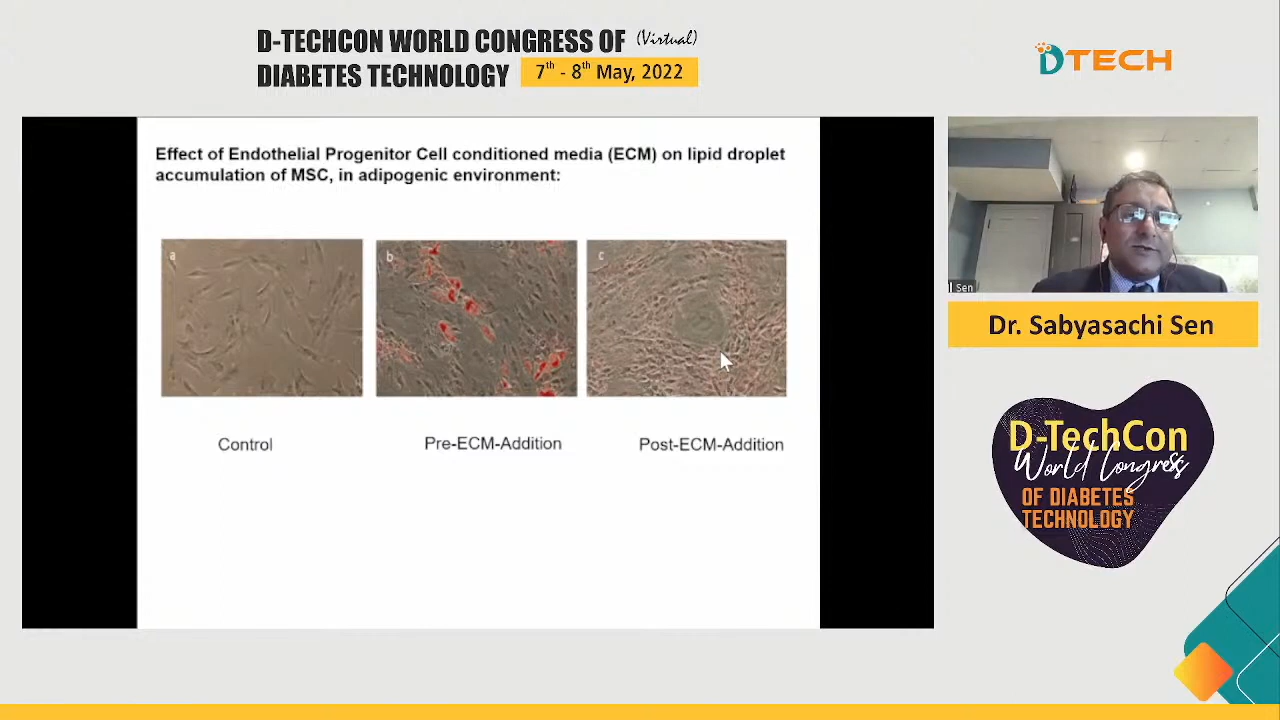 D-TECHCON WORLD CONGRESS OF (Virtual)
DIABETES TECHNOLOGY 7th - 8th May, 2022
DTECH
Effect of Endothelial Progenitor Cell conditioned media (ECM) on lipid droplet
accumulation of MSC, in adipogenic environment:
a
b
c
Control
Pre-ECM-Addition
Post-ECM-Addition
Sen
Dr. Sabyasachi Sen
D-TechCon
World Congress
OF DIABETES
TECHNOLOGY